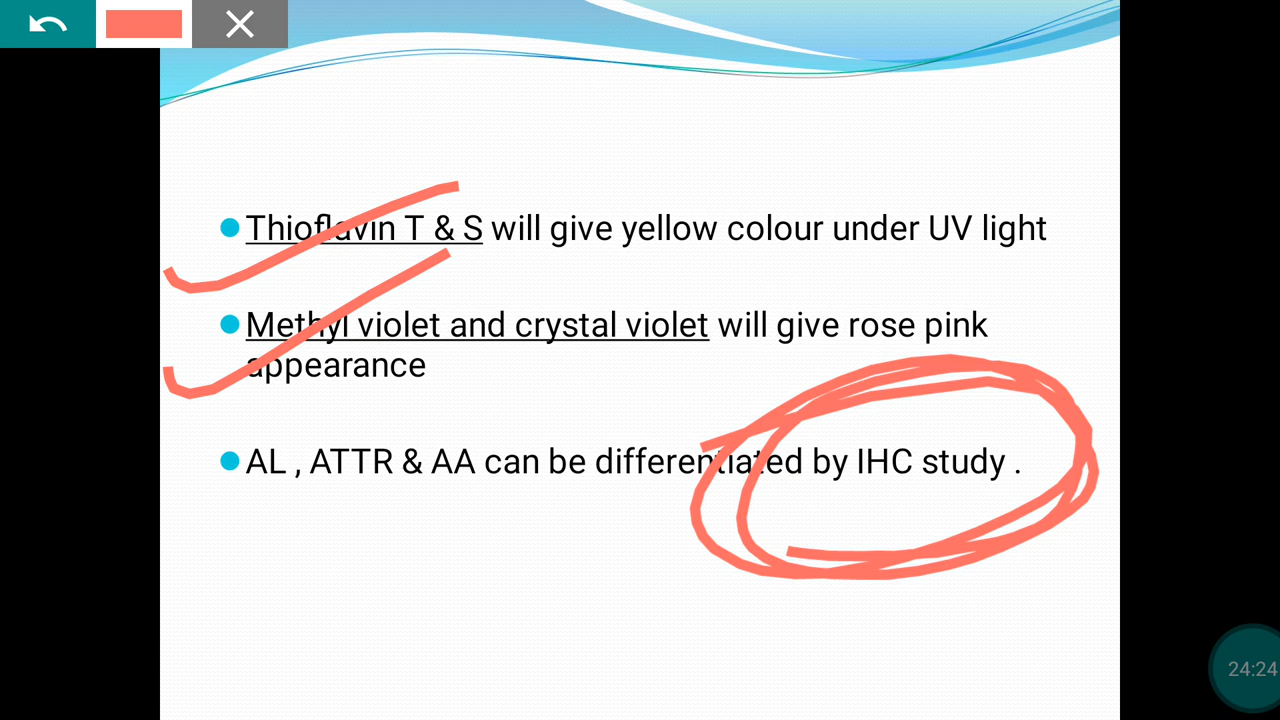 Thioflavin T & S will give yellow colour under UV light
Methyl violet and crystal violet will give rose pink
appearance
AL , ATTR & AA can be differentiated by IHC study .
24:24